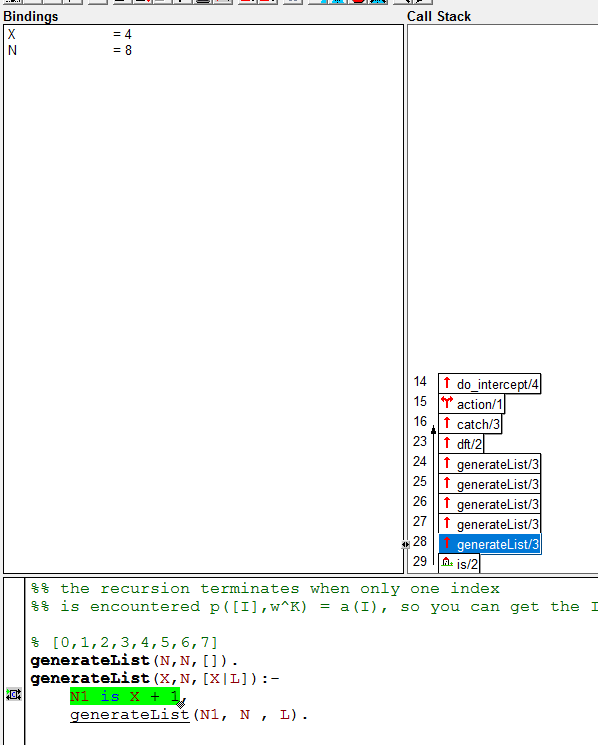 Bindings
Call Stack
X = 4
N = 8
14 do_intercept/4
15 action/1
16 catch/3
23 dft/2
24 generateList/3
25 generateList/3
26 generateList/3
27 generateList/3
28 generateList/3
29 is/2
%% the recursion terminates when only one index
%% is encountered p([I],w^K) = a(I), so you can get the I
% [0,1,2,3,4,5,6,7]
generateList(N,N,[]).
generateList(X,N,[X|L]):-
N1 is X + 1,
generateList(N1, N , L).